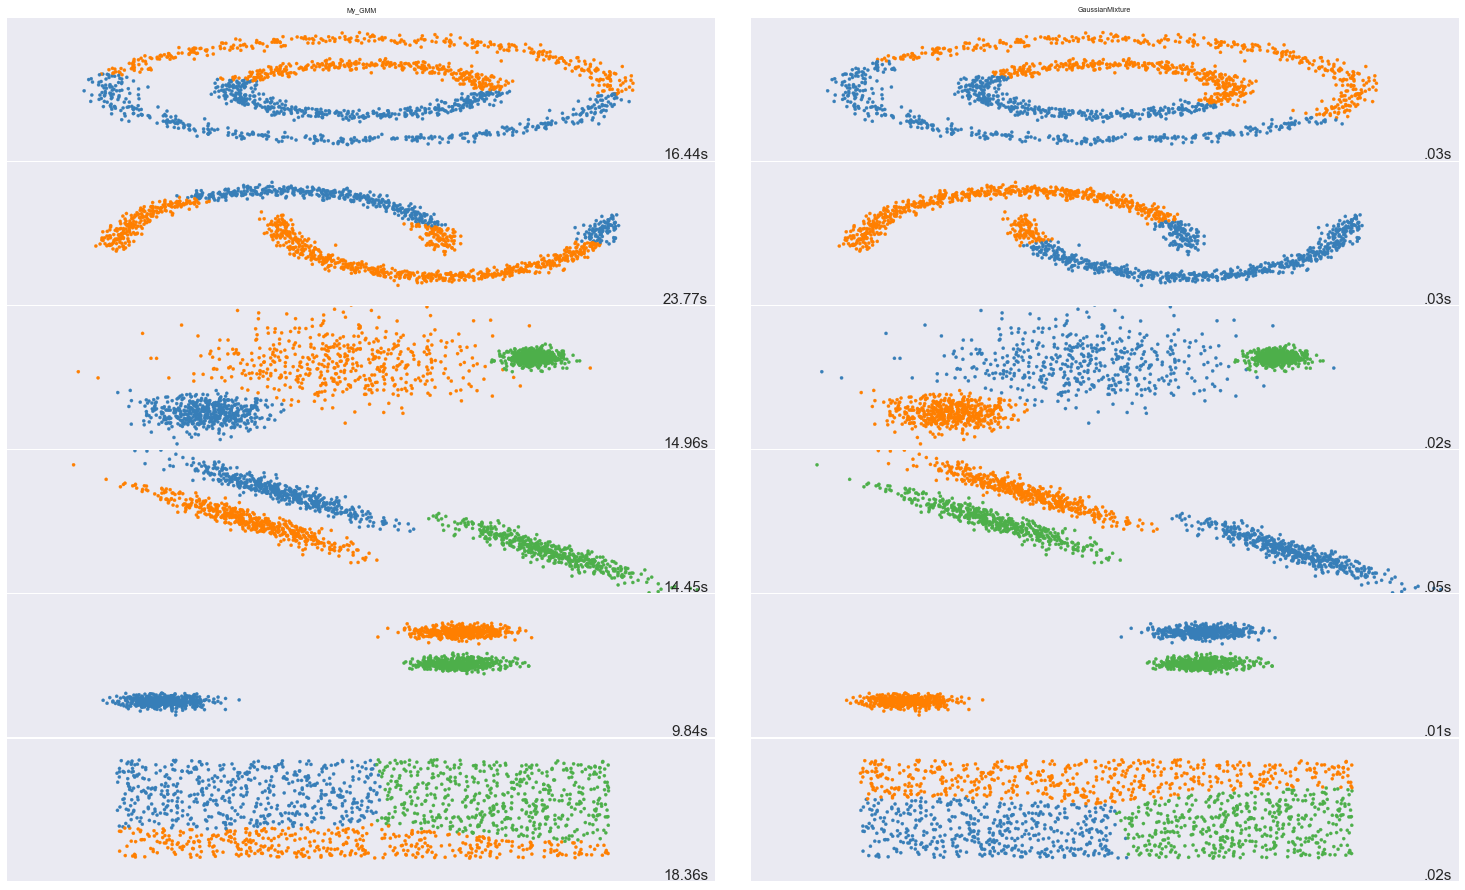 My_GMM
GaussianMixture
16.44s
.03s
23.77s
.03s
14.96s
.02s
14.45s
.05s
9.84s
.01s
18.36s
.02s